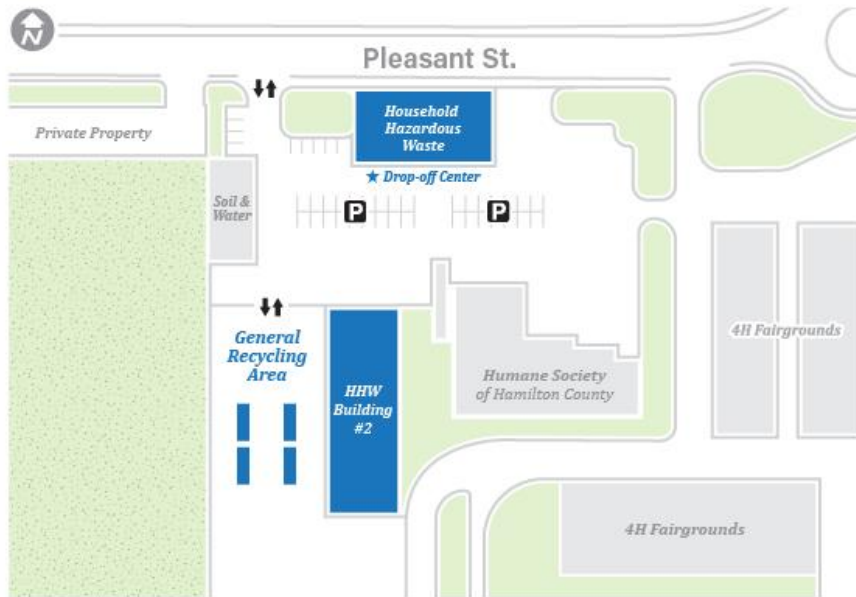 N
Pleasant St.
Private Property
Household
Hazardous
Waste
★ Drop-off Center
Soil &
Water
P
P
General
Recycling
Area
HHW
Building
#2
Humane Society
of Hamilton County
4H Fairgrounds
4H Fairgrounds